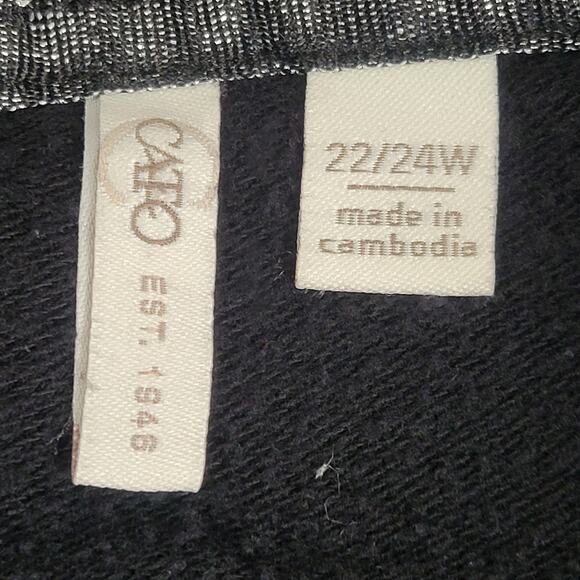 CATO
EST. 1946
22/24W
made in
cambodia